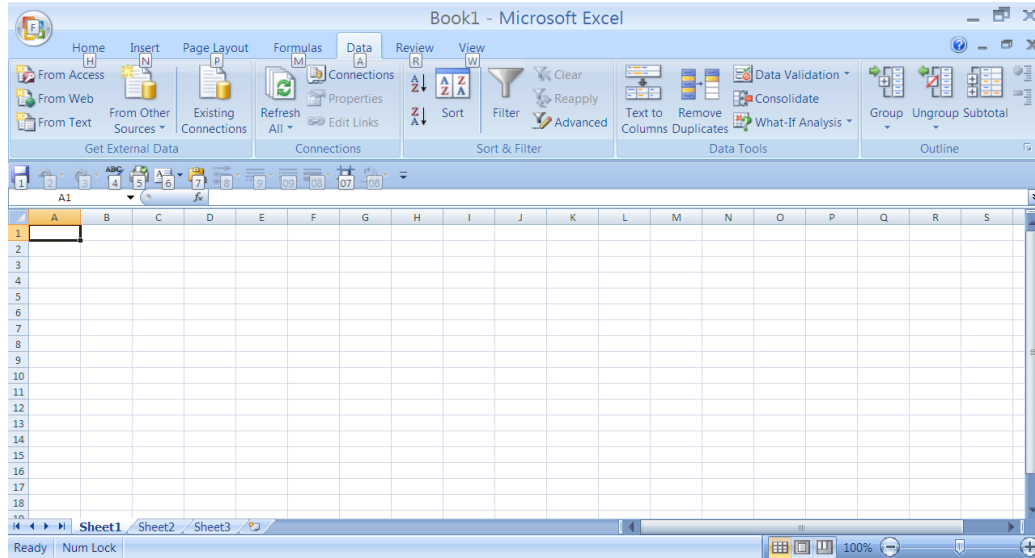 Book1 - Microsoft Excel
F
Home Insert Page Layout Formulas Data Review View
H N P M A R W
From Access
From Web
From Text
From Other Sources
Existing Connections
Get External Data
Refresh All
Connections
Properties
Edit Links
Connections
A Z
Z A
A Z Z A
Sort
Filter
Clear
Reapply
Advanced
Sort & Filter
Text to Columns
Remove Duplicates
Data Validation
Consolidate
What-If Analysis
Data Tools
Group
Ungroup
Subtotal
Outline
ABC
1 2 3 4 5 6 7 8 9 09 08 07 06
A1 fx
A B C D E F G H I J K L M N O P Q R S
1
2
3
4
5
6
7
8
9
10
11
12
13
14
15
16
17
18
19
Sheet1 Sheet2 Sheet3
Ready Num Lock 100%